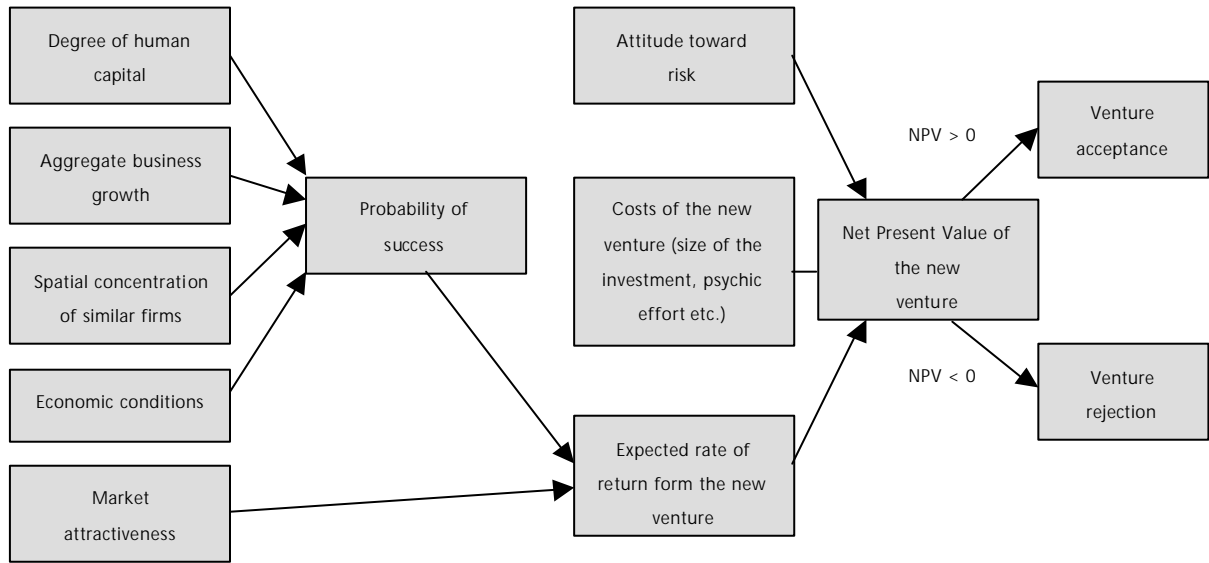 Degree of human
capital
Aggregate business
growth
Spatial concentration
of similar firms
Economic conditions
Market
attractiveness
Probability of
success
Attitude toward
risk
Costs of the new
venture (size of the
investment, psychic
effort etc.)
Expected rate of
return form the new
venture
Net Present Value of
the new
venture
NPV > 0
NPV < 0
Venture
acceptance
Venture
rejection